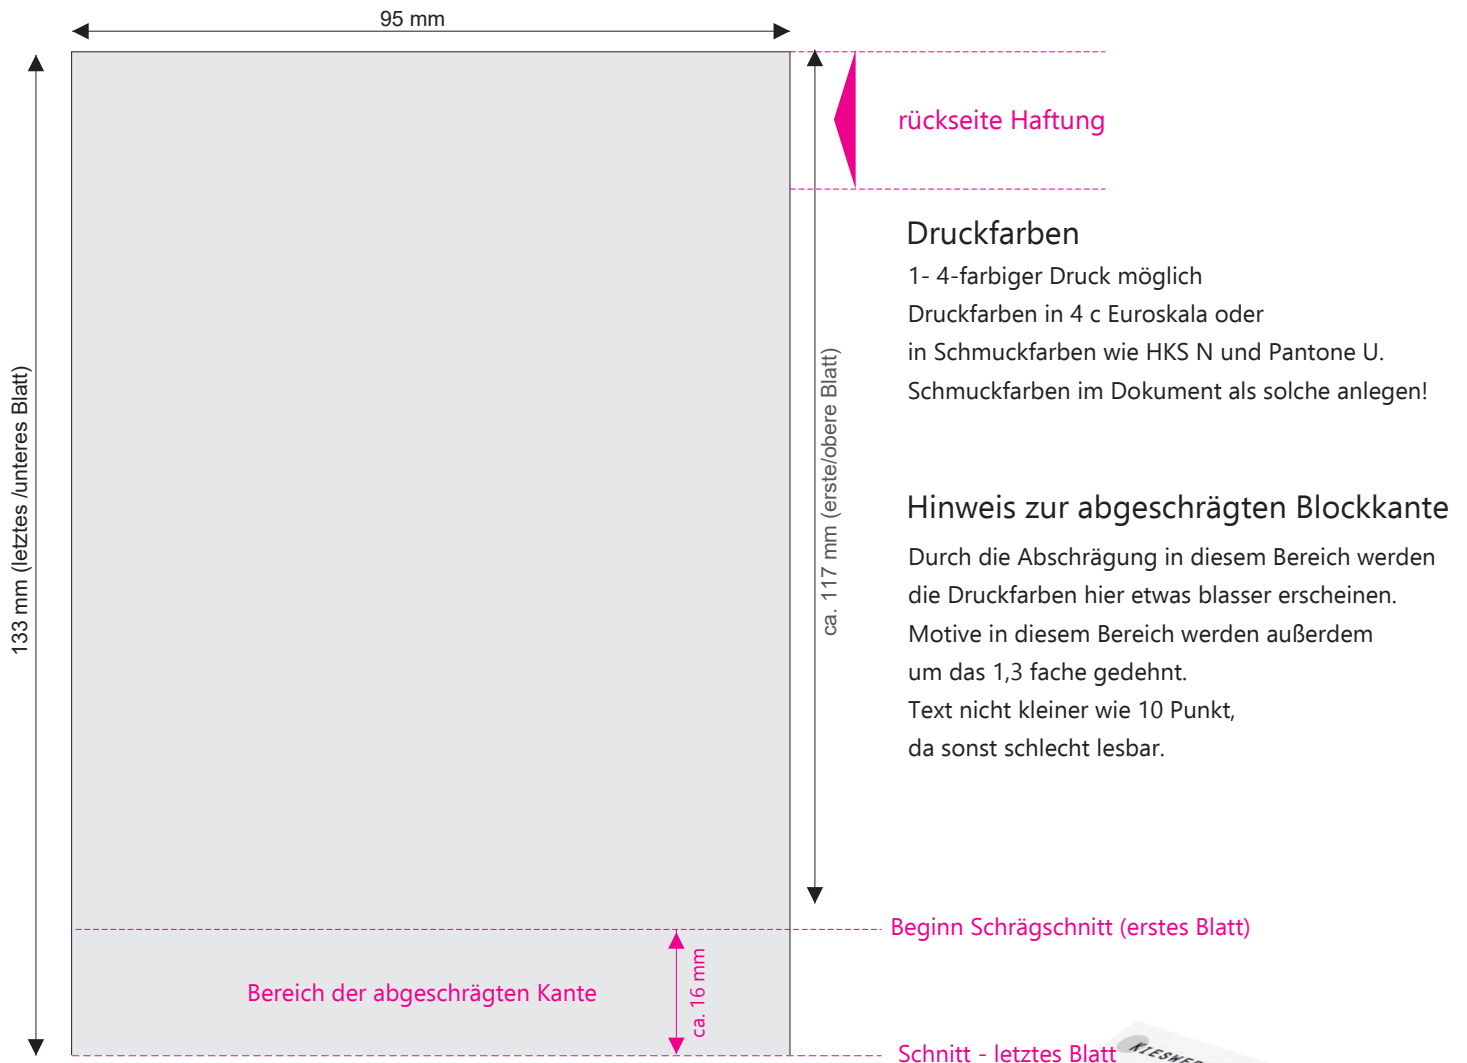 95 mm
133 mm (letztes /unteres Blatt)
ca. 117 mm (erste/obere Blatt)
rückseite Haftung
Druckfarben
1- 4-farbiger Druck möglich
Druckfarben in 4 c Euroskala oder
in Schmuckfarben wie HKS N und Pantone U.
Schmuckfarben im Dokument als solche anlegen!
Hinweis zur abgeschrägten Blockkante
Durch die Abschrägung in diesem Bereich werden
die Druckfarben hier etwas blasser erscheinen.
Motive in diesem Bereich werden außerdem
um das 1,3 fache gedehnt.
Text nicht kleiner wie 10 Punkt,
da sonst schlecht lesbar.
Beginn Schrägschnitt (erstes Blatt)
Bereich der abgeschrägten Kante
ca. 16 mm
Schnitt - letztes Blatt